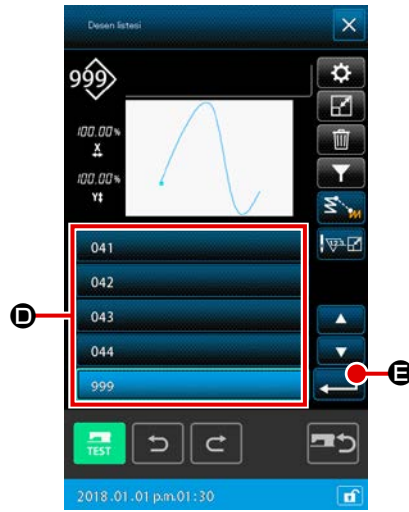 Desen listesi
999
100.00%
X
100.00%
Y
041
042
043
044
999
D
E
TEST
2018.01.01 p.m.01:30